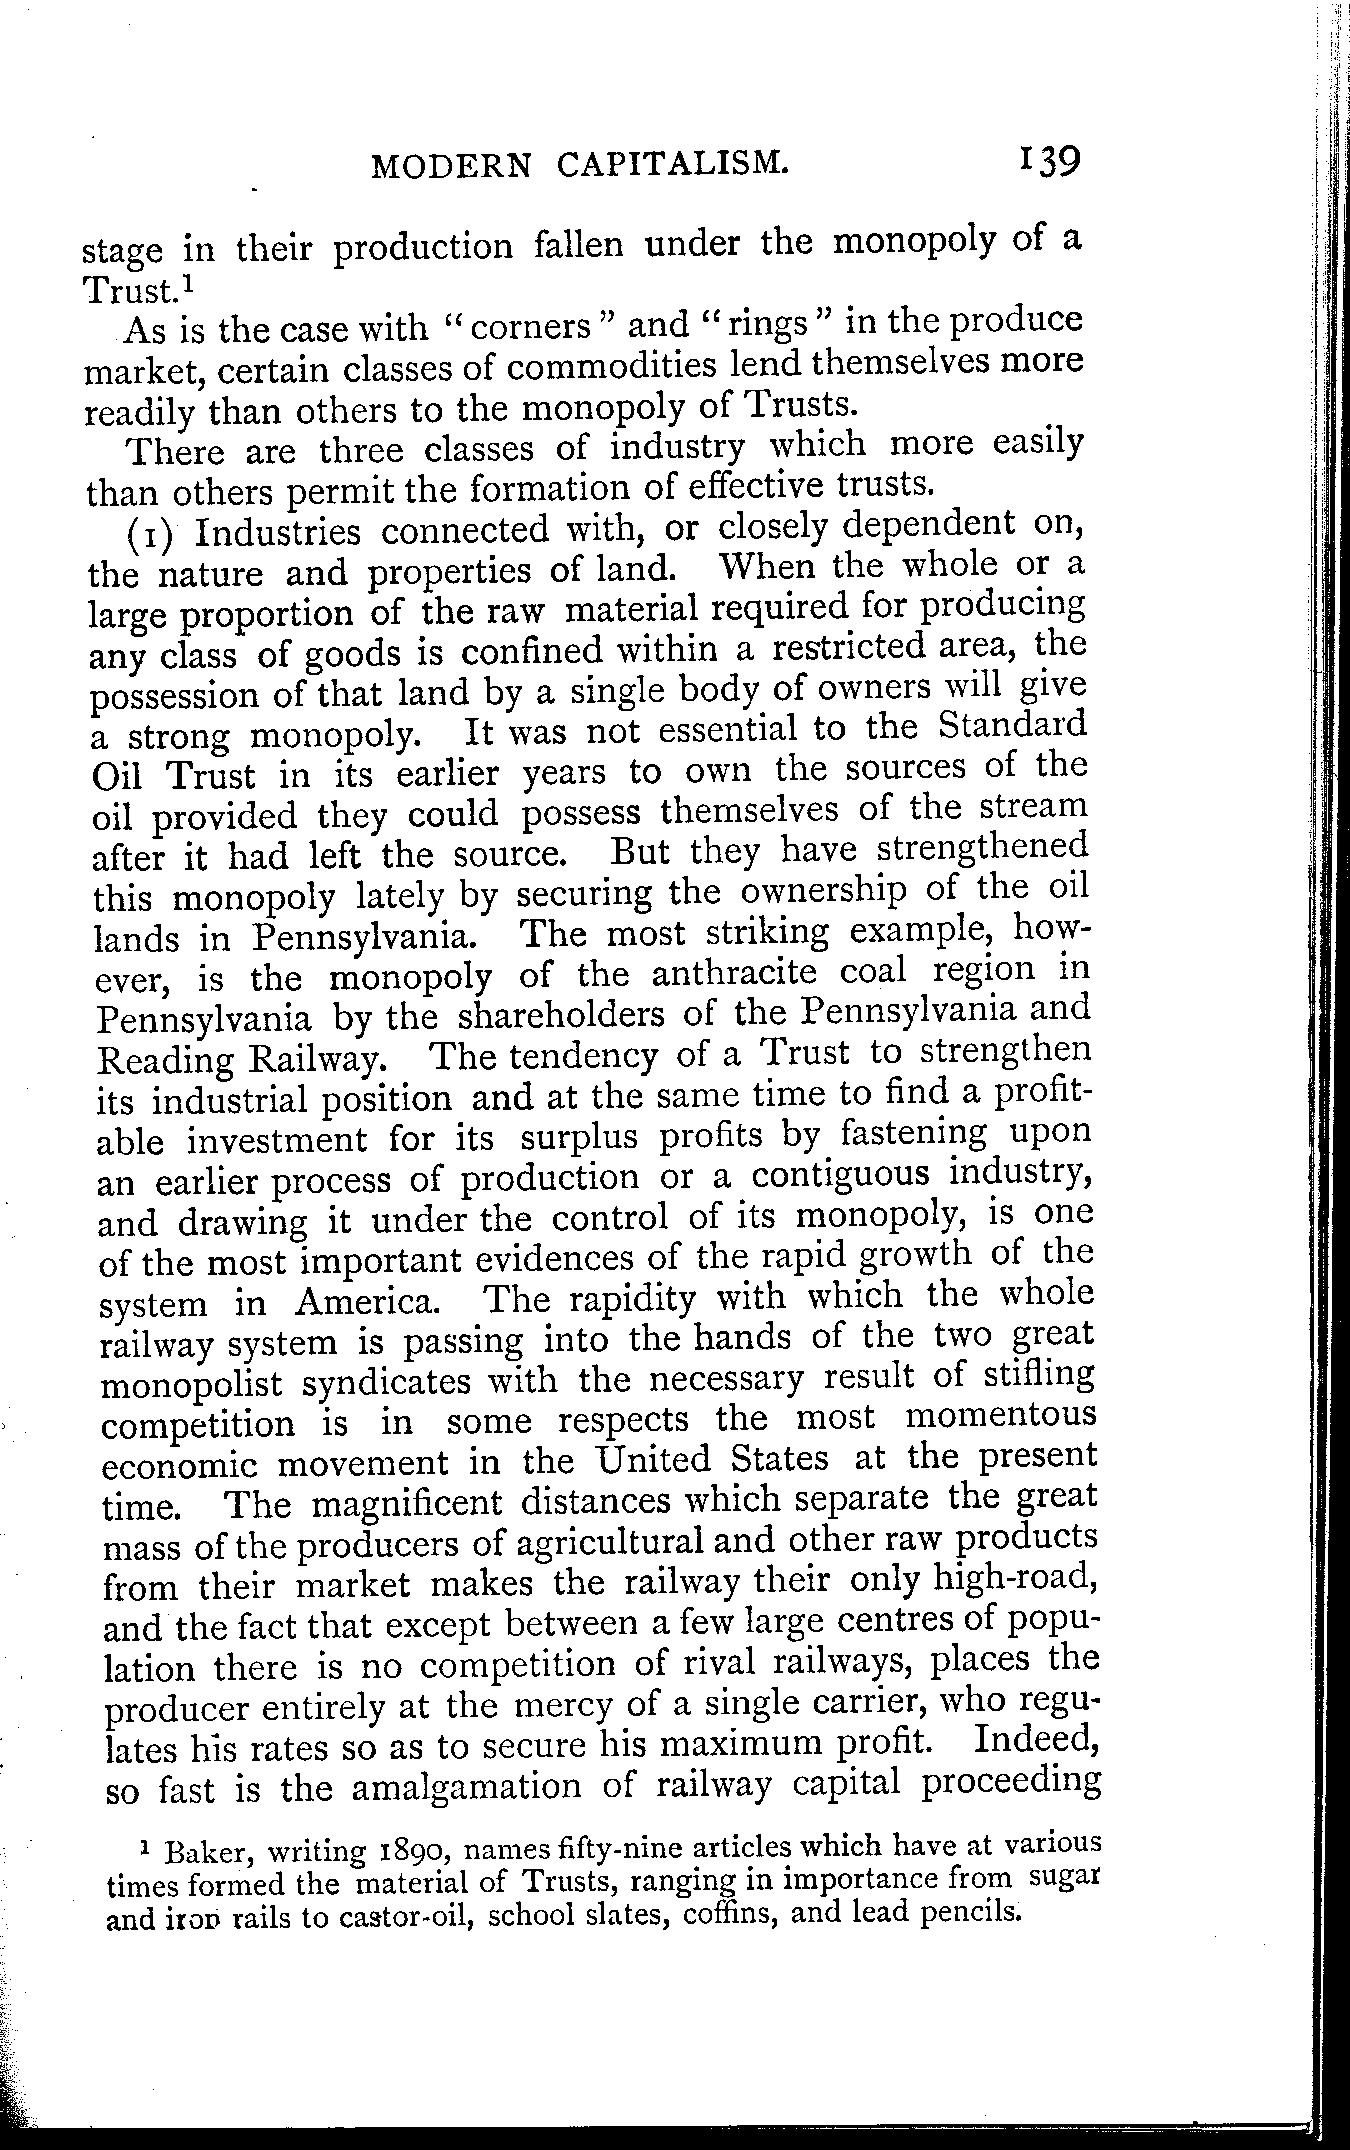 MODERN CAPITALISM. 139
stage in their production fallen under the monopoly of a
Trust.¹
As is the case with “ corners ” and “ rings ” in the produce
market, certain classes of commodities lend themselves more
readily than others to the monopoly of Trusts.
There are three classes of industry which more easily
than others permit the formation of effective trusts.
(1) Industries connected with, or closely dependent on,
the nature and properties of land. When the whole or a
large proportion of the raw material required for producing
any class of goods is confined within a restricted area, the
possession of that land by a single body of owners will give
a strong monopoly. It was not essential to the Standard
Oil Trust in its earlier years to own the sources of the
oil provided they could possess themselves of the stream
after it had left the source. But they have strengthened
this monopoly lately by securing the ownership of the oil
lands in Pennsylvania. The most striking example, how-
ever, is the monopoly of the anthracite coal region in
Pennsylvania by the shareholders of the Pennsylvania and
Reading Railway. The tendency of a Trust to strengthen
its industrial position and at the same time to find a profit-
able investment for its surplus profits by fastening upon
an earlier process of production or a contiguous industry,
and drawing it under the control of its monopoly, is one
of the most important evidences of the rapid growth of the
system in America. The rapidity with which the whole
railway system is passing into the hands of the two great
monopolist syndicates with the necessary result of stifling
competition is in some respects the most momentous
economic movement in the United States at the present
time. The magnificent distances which separate the great
mass of the producers of agricultural and other raw products
from their market makes the railway their only high-road,
and the fact that except between a few large centres of popu-
lation there is no competition of rival railways, places the
producer entirely at the mercy of a single carrier, who regu-
lates his rates so as to secure his maximum profit. Indeed,
so fast is the amalgamation of railway capital proceeding
¹ Baker, writing 1890, names fifty-nine articles which have at various
times formed the material of Trusts, ranging in importance from sugar
and iron rails to castor-oil, school slates, coffins, and lead pencils.